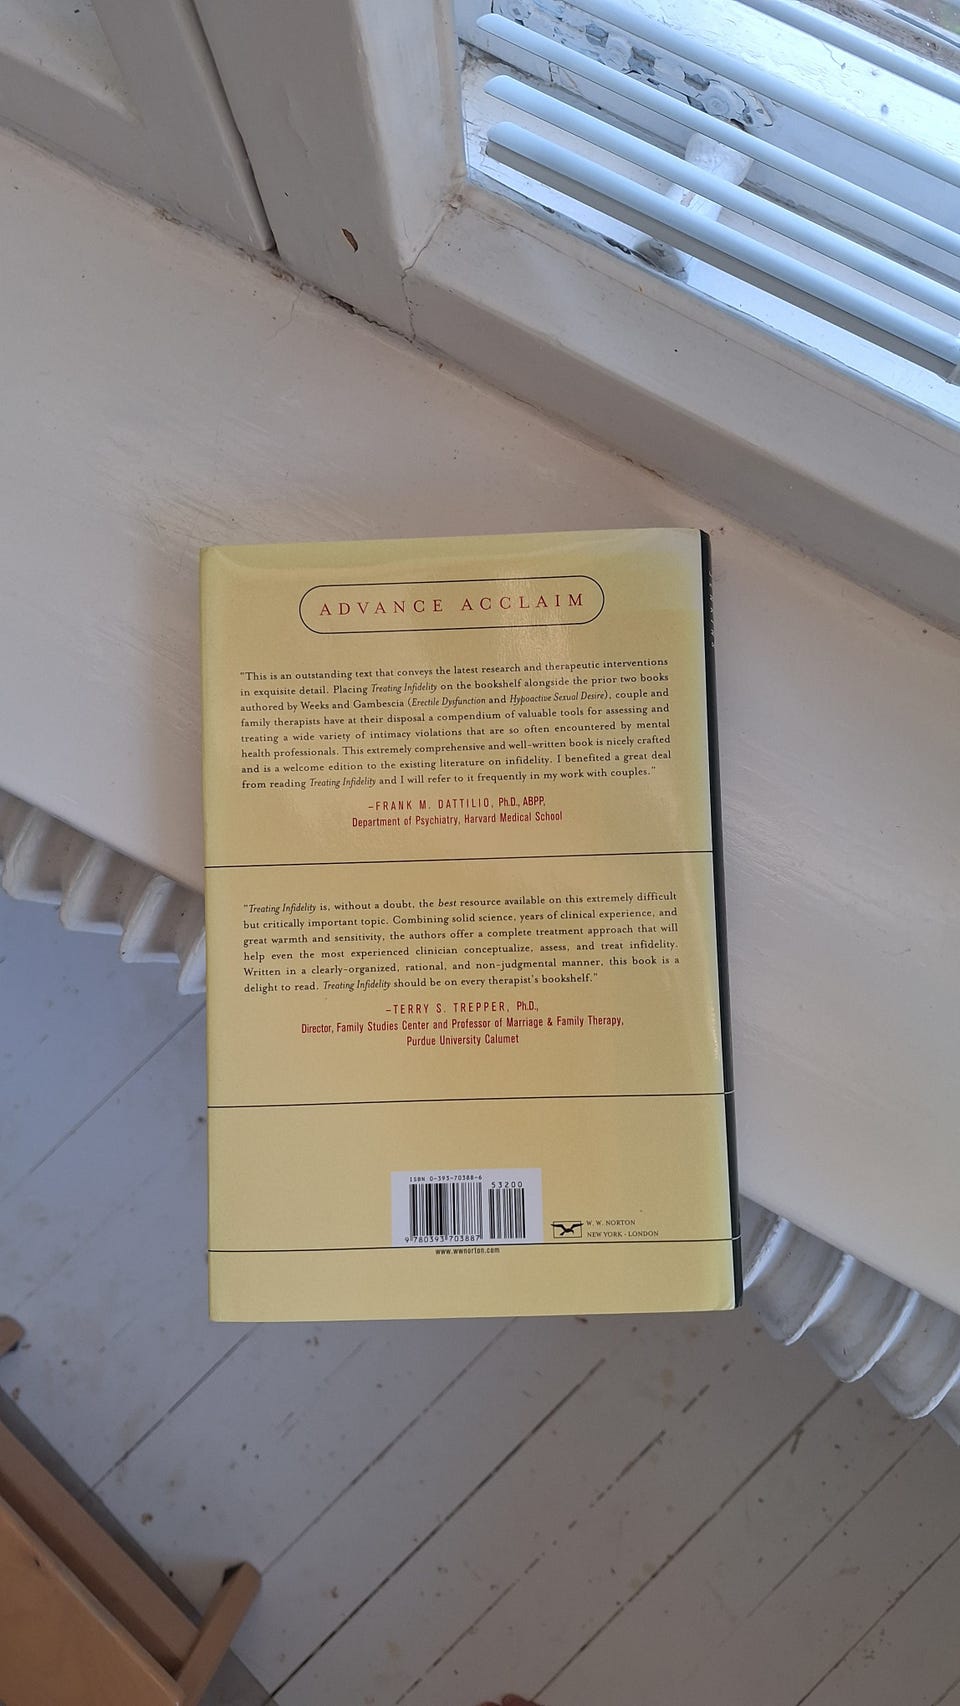 ADVANCE ACCLAIM
"This is an outstanding text that conveys the latest research and therapeutic interventions
in exquisite detail. Placing Treating Infidelity on the bookshelf alongside the prior two books
authored by Weeks and Gambescia (Erectile Dysfunction and Hypoactive Sexual Desire), couple and
family therapists have at their disposal a compendium of valuable tools for assessing and
treating a wide variety of intimacy violations that are so often encountered by mental
health professionals. This extremely comprehensive and well-written book is nicely crafted
and is a welcome edition to the existing literature on infidelity. I benefited a great deal
from reading Treating Infidelity and I will refer to it frequently in my work with couples."
–FRANK M. DATTILIO, Ph.D., ABPP,
Department of Psychiatry, Harvard Medical School
"Treating Infidelity is, without a doubt, the best resource available on this extremely difficult
but critically important topic. Combining solid science, years of clinical experience, and
great warmth and sensitivity, the authors offer a complete treatment approach that will
help even the most experienced clinician conceptualize, assess, and treat infidelity.
Written in a clearly-organized, rational, and non-judgmental manner, this book is a
delight to read. Treating Infidelity should be on every therapist's bookshelf."
–TERRY S. TREPPER, Ph.D.,
Director, Family Studies Center and Professor of Marriage & Family Therapy,
Purdue University Calumet
ISBN 0-393-70388-6
53200
9 780393 703887
www.wwnorton.com
W. W. NORTON
NEW YORK · LONDON